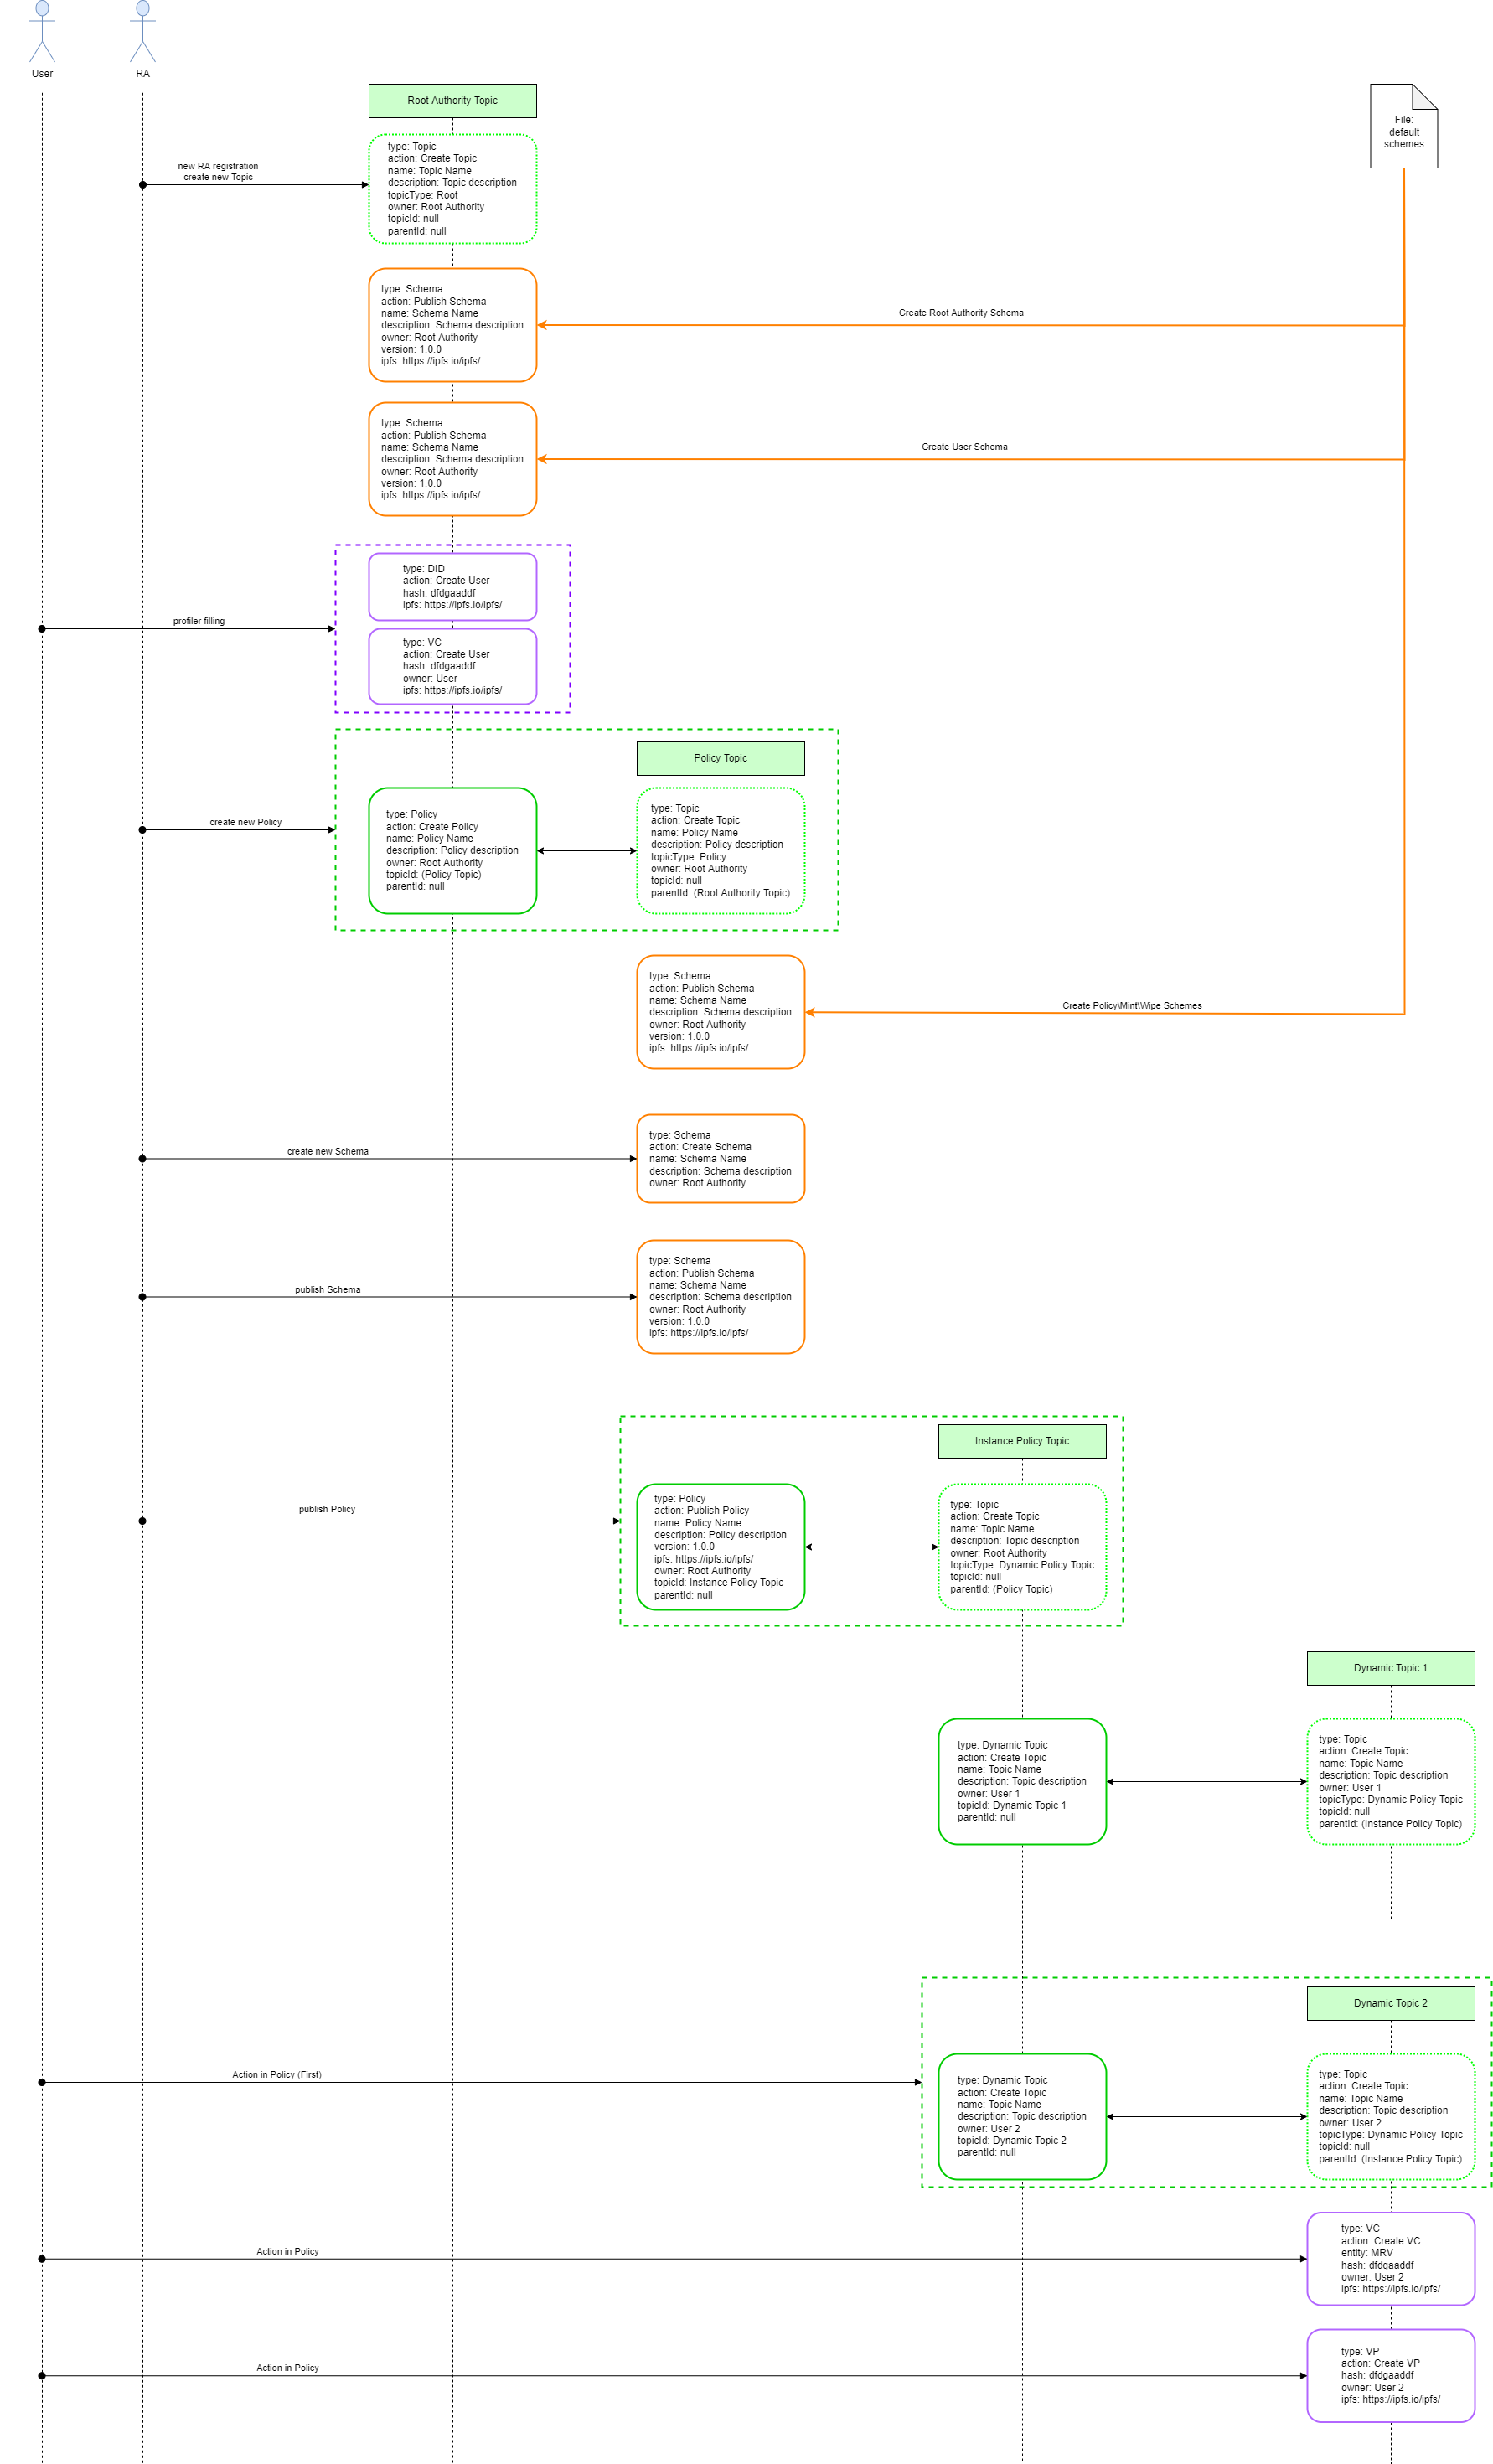 User
RA
Root Authority Topic
File:
default
schemes
type: Topic
action: Create Topic
name: Topic Name
description: Topic description
topicType: Root
owner: Root Authority
topicId: null
parentId: null
new RA registration
create new Topic
type: Schema
action: Publish Schema
name: Schema Name
description: Schema description
owner: Root Authority
version: 1.0.0
ipfs: https://ipfs.io/ipfs/
Create Root Authority Schema
type: Schema
action: Publish Schema
name: Schema Name
description: Schema description
owner: Root Authority
version: 1.0.0
ipfs: https://ipfs.io/ipfs/
Create User Schema
type: DID
action: Create User
hash: dfdgaaddf
ipfs: https://ipfs.io/ipfs/
profiler filling
type: VC
action: Create User
hash: dfdgaaddf
owner: User
ipfs: https://ipfs.io/ipfs/
Policy Topic
create new Policy
type: Policy
action: Create Policy
name: Policy Name
description: Policy description
owner: Root Authority
topicId: (Policy Topic)
parentId: null
type: Topic
action: Create Topic
name: Policy Name
description: Policy description
topicType: Policy
owner: Root Authority
topicId: null
parentId: (Root Authority Topic)
type: Schema
action: Publish Schema
name: Schema Name
description: Schema description
owner: Root Authority
version: 1.0.0
ipfs: https://ipfs.io/ipfs/
Create Policy\Mint\Wipe Schemes
create new Schema
type: Schema
action: Create Schema
name: Schema Name
description: Schema description
owner: Root Authority
publish Schema
type: Schema
action: Publish Schema
name: Schema Name
description: Schema description
owner: Root Authority
version: 1.0.0
ipfs: https://ipfs.io/ipfs/
Instance Policy Topic
publish Policy
type: Policy
action: Publish Policy
name: Policy Name
description: Policy description
version: 1.0.0
ipfs: https://ipfs.io/ipfs/
owner: Root Authority
topicId: Instance Policy Topic
parentId: null
type: Topic
action: Create Topic
name: Topic Name
description: Topic description
owner: Root Authority
topicType: Dynamic Policy Topic
topicId: null
parentId: (Policy Topic)
Dynamic Topic 1
type: Dynamic Topic
action: Create Topic
name: Topic Name
description: Topic description
owner: User 1
topicId: Dynamic Topic 1
parentId: null
type: Topic
action: Create Topic
name: Topic Name
description: Topic description
owner: User 1
topicType: Dynamic Policy Topic
topicId: null
parentId: (Instance Policy Topic)
Dynamic Topic 2
Action in Policy (First)
type: Dynamic Topic
action: Create Topic
name: Topic Name
description: Topic description
owner: User 2
topicId: Dynamic Topic 2
parentId: null
type: Topic
action: Create Topic
name: Topic Name
description: Topic description
owner: User 2
topicType: Dynamic Policy Topic
topicId: null
parentId: (Instance Policy Topic)
Action in Policy
type: VC
action: Create VC
entity: MRV
hash: dfdgaaddf
owner: User 2
ipfs: https://ipfs.io/ipfs/
Action in Policy
type: VP
action: Create VP
hash: dfdgaaddf
owner: User 2
ipfs: https://ipfs.io/ipfs/